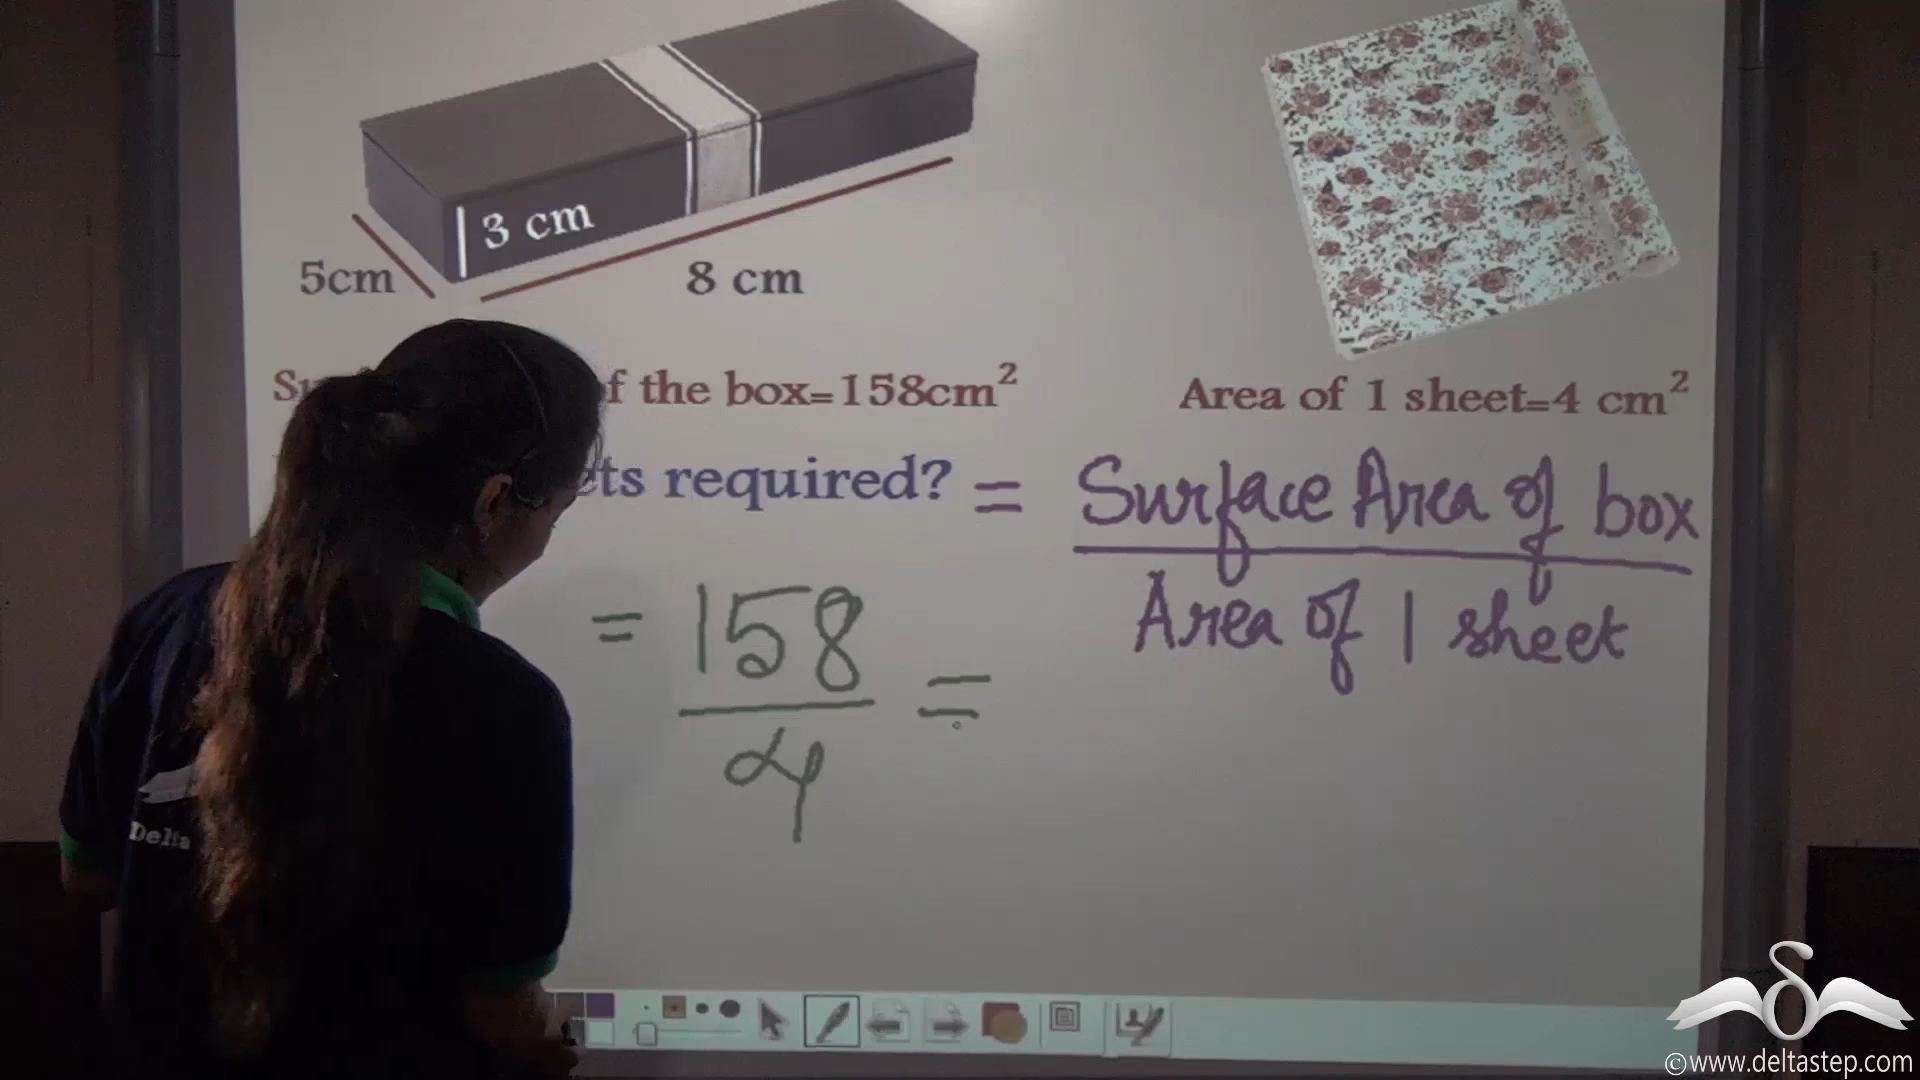 3 cm
5cm
8 cm
f the box=158cm²
Area of 1 sheet=4 cm²
ets required? = Surface Area of box
Area of 1 sheet
= 158 =
4
Delta
©www.deltastep.com